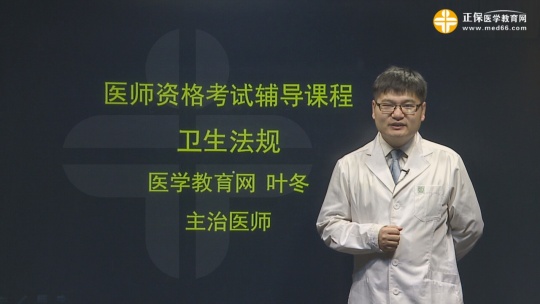 正保医学教育网
www.med66.com
医师资格考试辅导课程
卫生法规
医学教育网 叶冬
主治医师